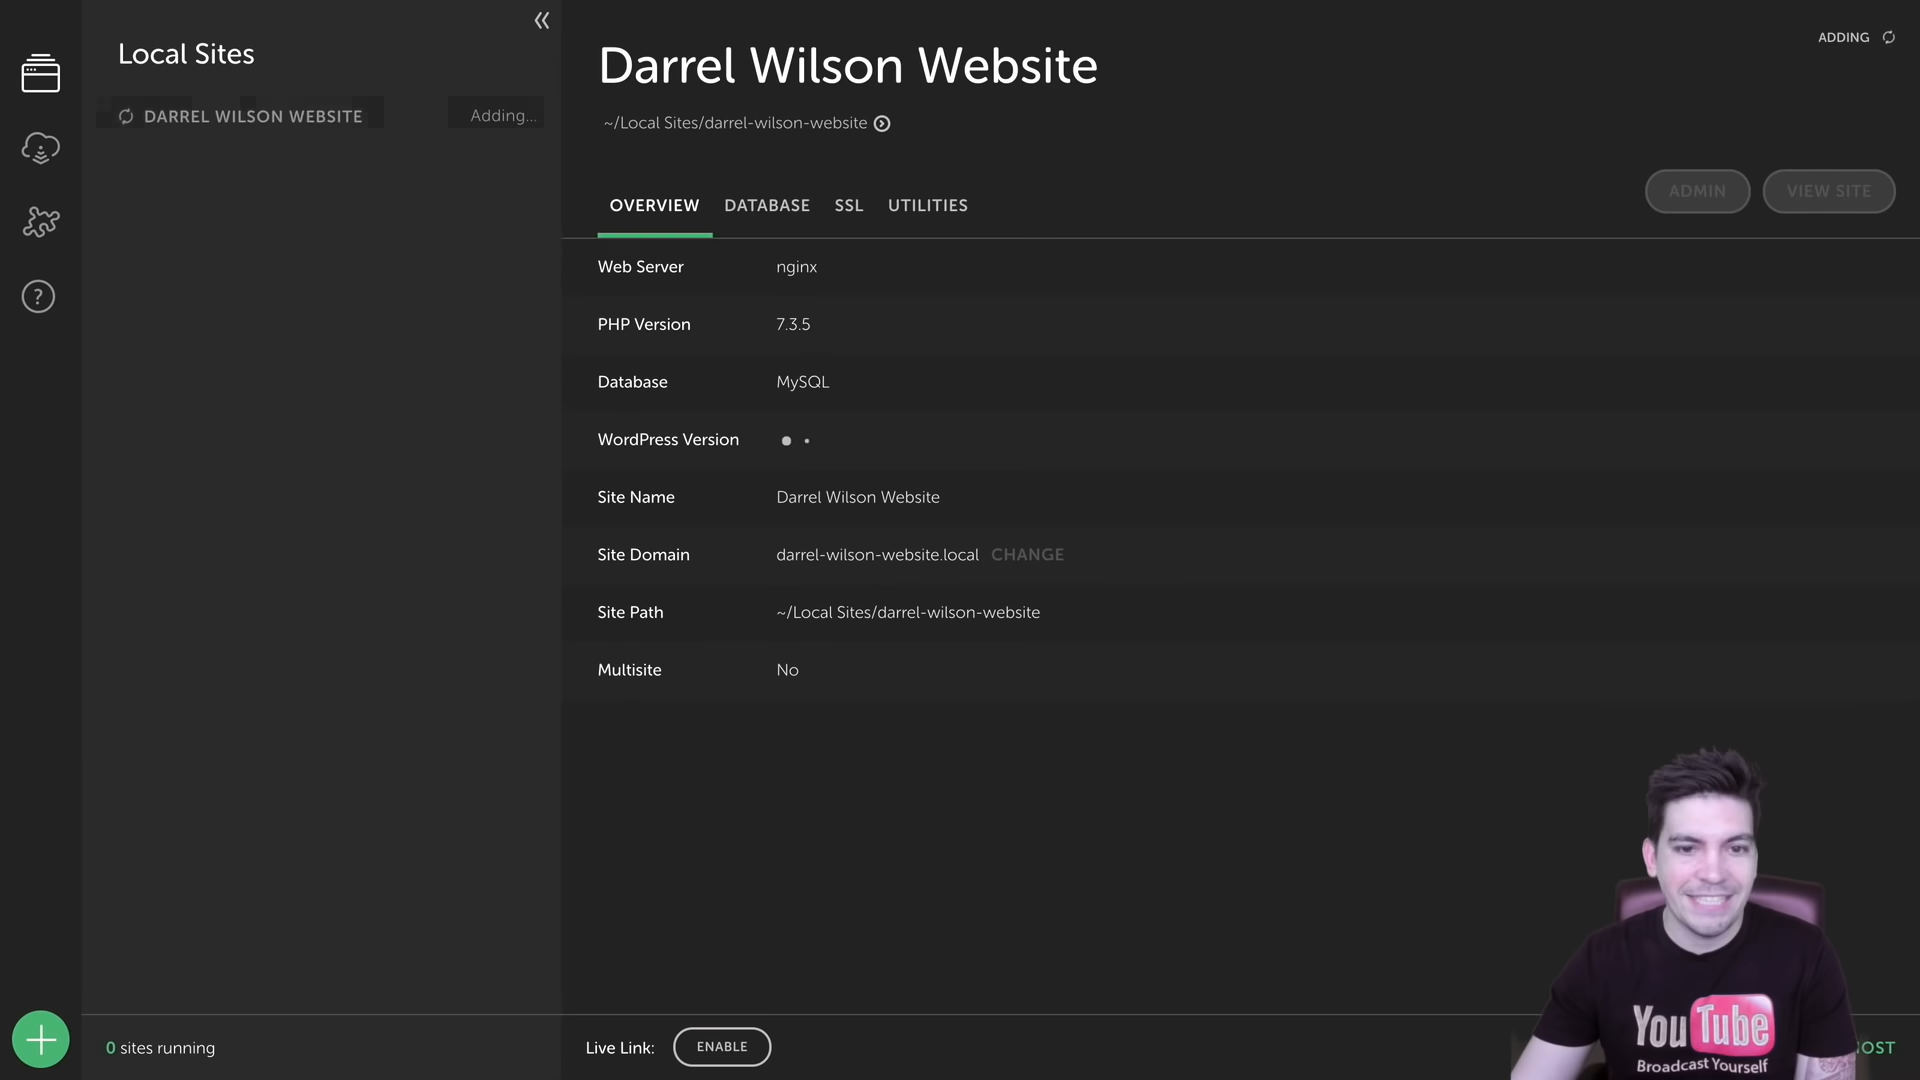 Local Sites
DARREL WILSON WEBSITE
Adding...
0 sites running
Darrel Wilson Website
~/Local Sites/darrel-wilson-website
ADDING
OVERVIEW
DATABASE
SSL
UTILITIES
ADMIN
VIEW SITE
Web Server
nginx
PHP Version
7.3.5
Database
MySQL
WordPress Version
Site Name
Darrel Wilson Website
Site Domain
darrel-wilson-website.local
CHANGE
Site Path
~/Local Sites/darrel-wilson-website
Multisite
No
Live Link:
ENABLE
YouTube
Broadcast Yourself